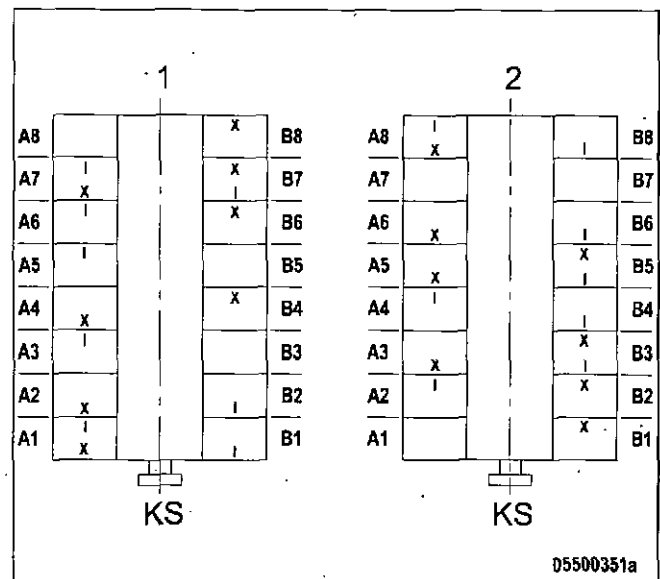 1 2
A8 X B8 A8 I X I B8
A7 I X X I B7 A7 B7
A6 I X B6 A6 X I B6
A5 I B5 A5 X X I B5
A4 X X B4 A4 I I B4
A3 I B3 A3 X X I B3
A2 X I B2 A2 I X B2
A1 I X I B1 A1 X B1
KS KS
05500351a